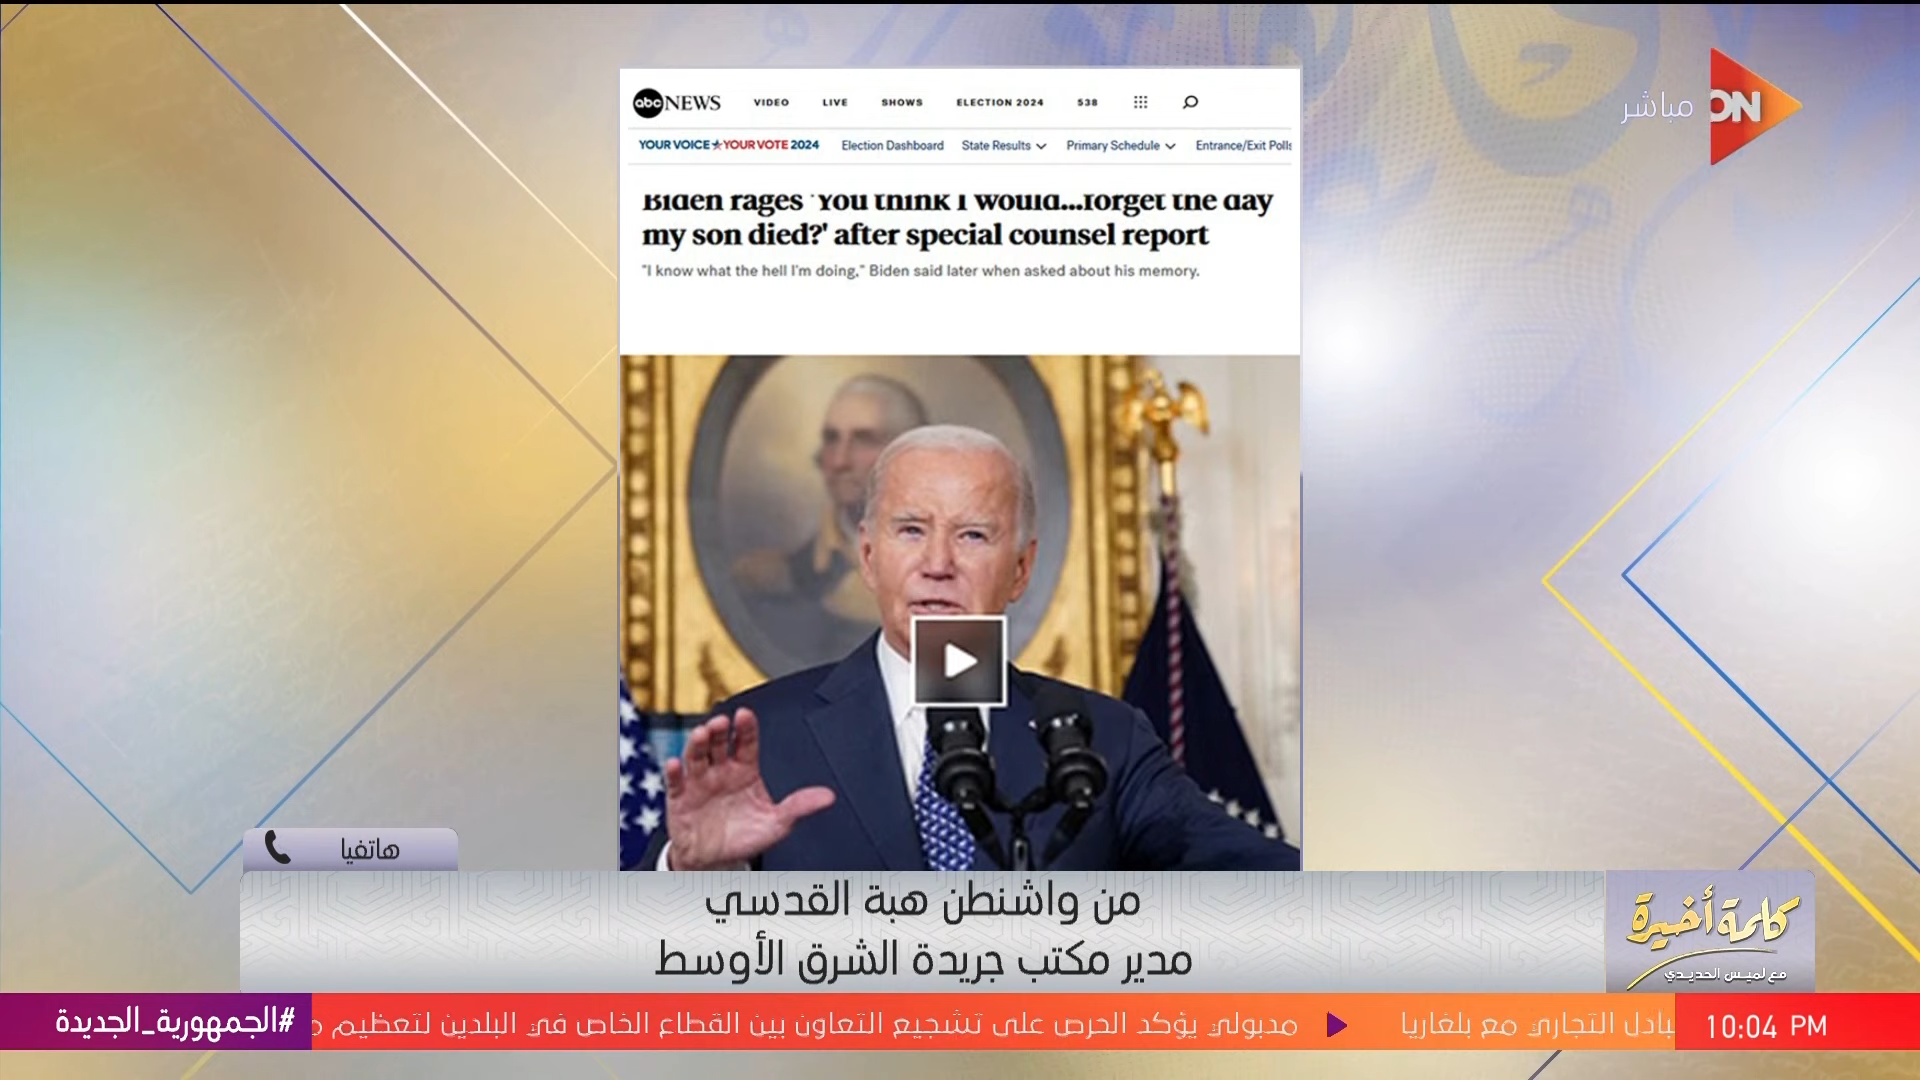 مباشر ON
abc NEWS VIDEO LIVE SHOWS ELECTION 2024 538
YOUR VOICE YOUR VOTE 2024 Election Dashboard State Results Primary Schedule Entrance/Exit Polls
Biden rages 'You think I would...forget the day
my son died?' after special counsel report
"I know what the hell I'm doing," Biden said later when asked about his memory.
هاتفيا
من واشنطن هبة القدسي
مدير مكتب جريدة الشرق الأوسط
كلمة أخيرة
مع لميس الحديدي
#الجمهورية_الجديدة
التجاري مع بلغاريا
مدبولي يؤكد الحرص على تشجيع التعاون بين القطاع الخاص في البلدين لتعظيم
10:04 PM